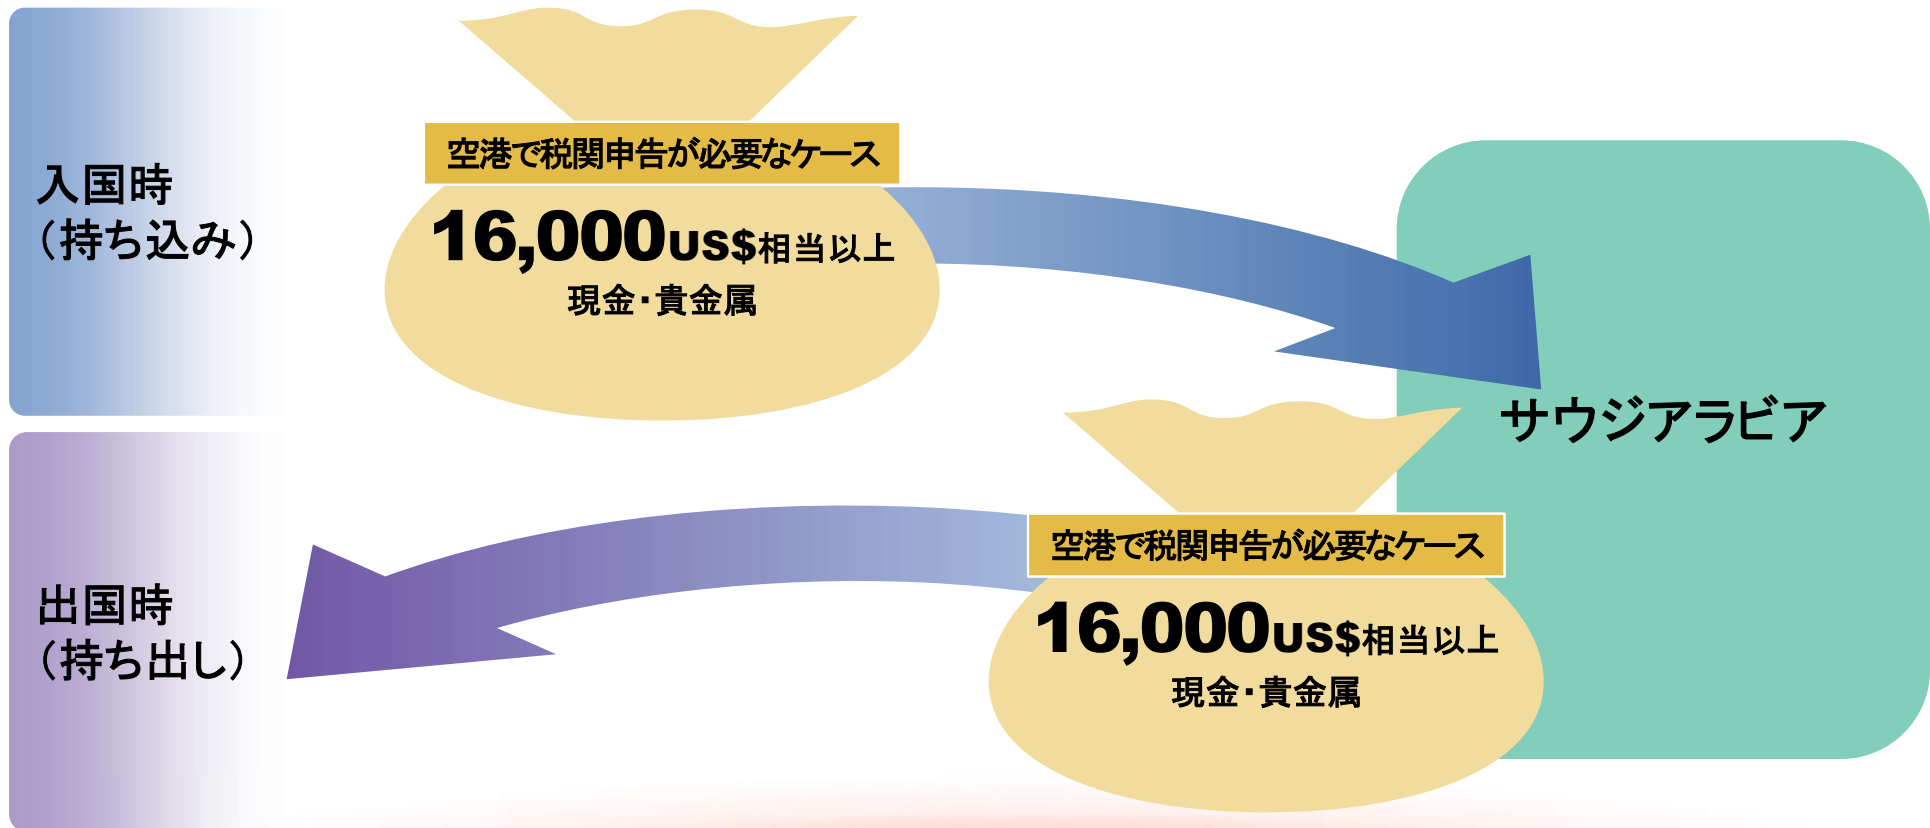 入国時
（持ち込み）
空港で税関申告が必要なケース
16,000US$相当以上
現金・貴金属
サウジアラビア
出国時
（持ち出し）
空港で税関申告が必要なケース
16,000US$相当以上
現金・貴金属